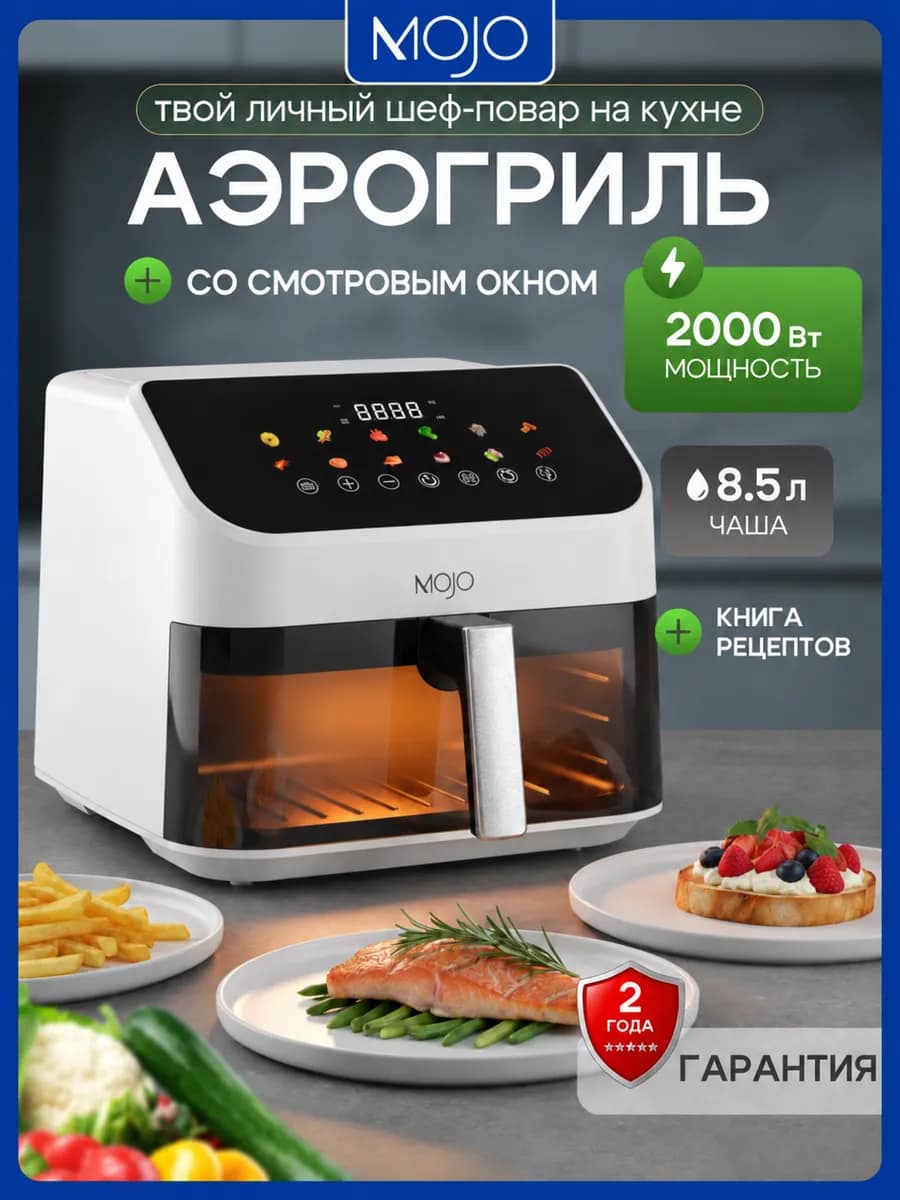 MOJO
ТВОЙ ЛИЧНЫЙ ШЕФ-ПОВАР НА КУХНЕ
АЭРОГРИЛЬ
+ СО СМОТРОВЫМ ОКНОМ
2000 Вт
МОЩНОСТЬ
8888
8.5 л
ЧАША
MOJO
+ КНИГА
РЕЦЕПТОВ
2
ГОДА
ГАРАНТИЯ